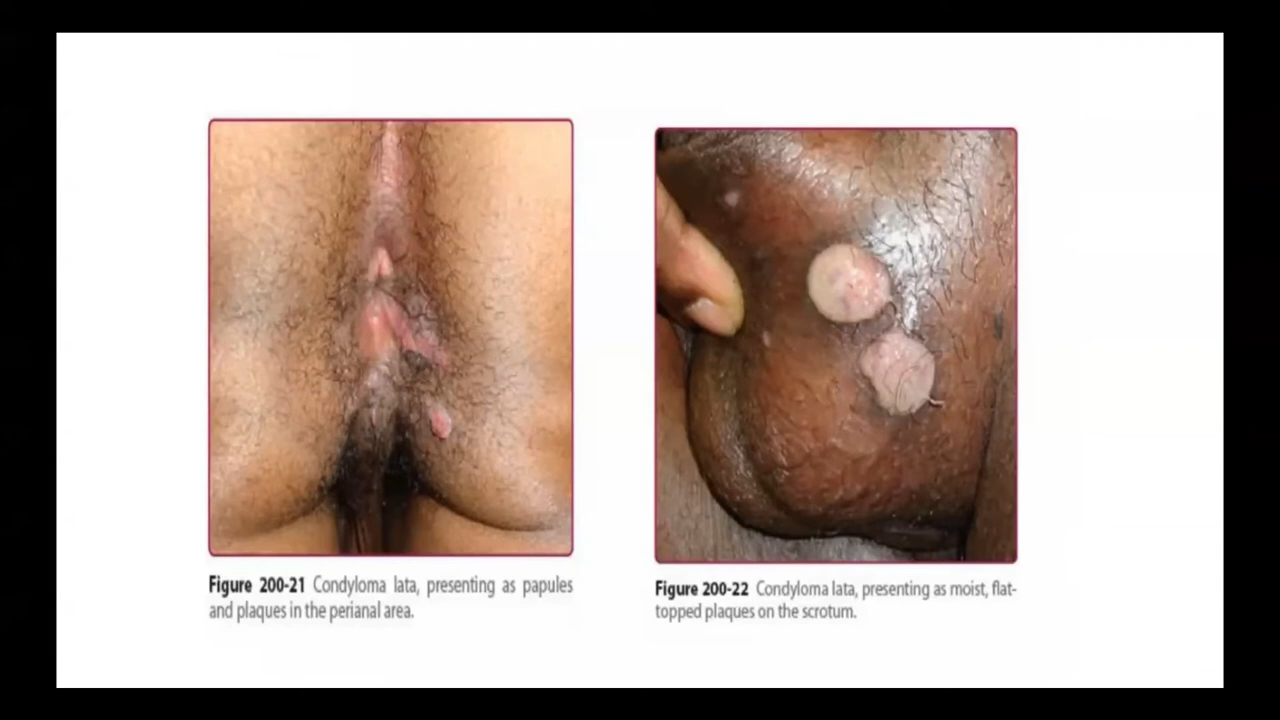 Figure 200-21 Condyloma lata, presenting as papules
and plaques in the perianal area.
Figure 200-22 Condyloma lata, presenting as moist, flat-
topped plaques on the scrotum.